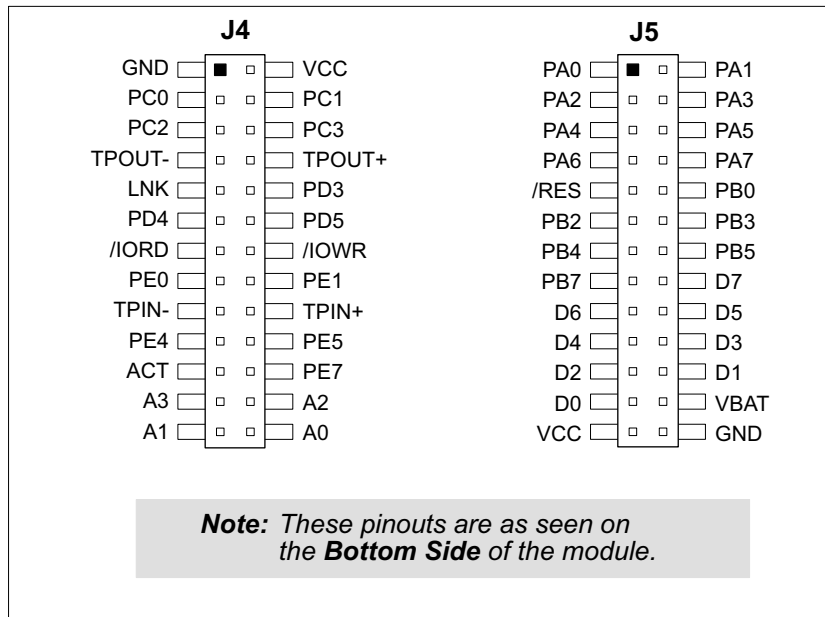 J4 J5
GND VCC PA0 PA1
PC0 PC1 PA2 PA3
PC2 PC3 PA4 PA5
TPOUT- TPOUT+ PA6 PA7
LNK PD3 /RES PB0
PD4 PD5 PB2 PB3
/IORD /IOWR PB4 PB5
PE0 PE1 PB7 D7
TPIN- TPIN+ D6 D5
PE4 PE5 D4 D3
ACT PE7 D2 D1
A3 A2 D0 VBAT
A1 A0 VCC GND
Note: These pinouts are as seen on
the Bottom Side of the module.